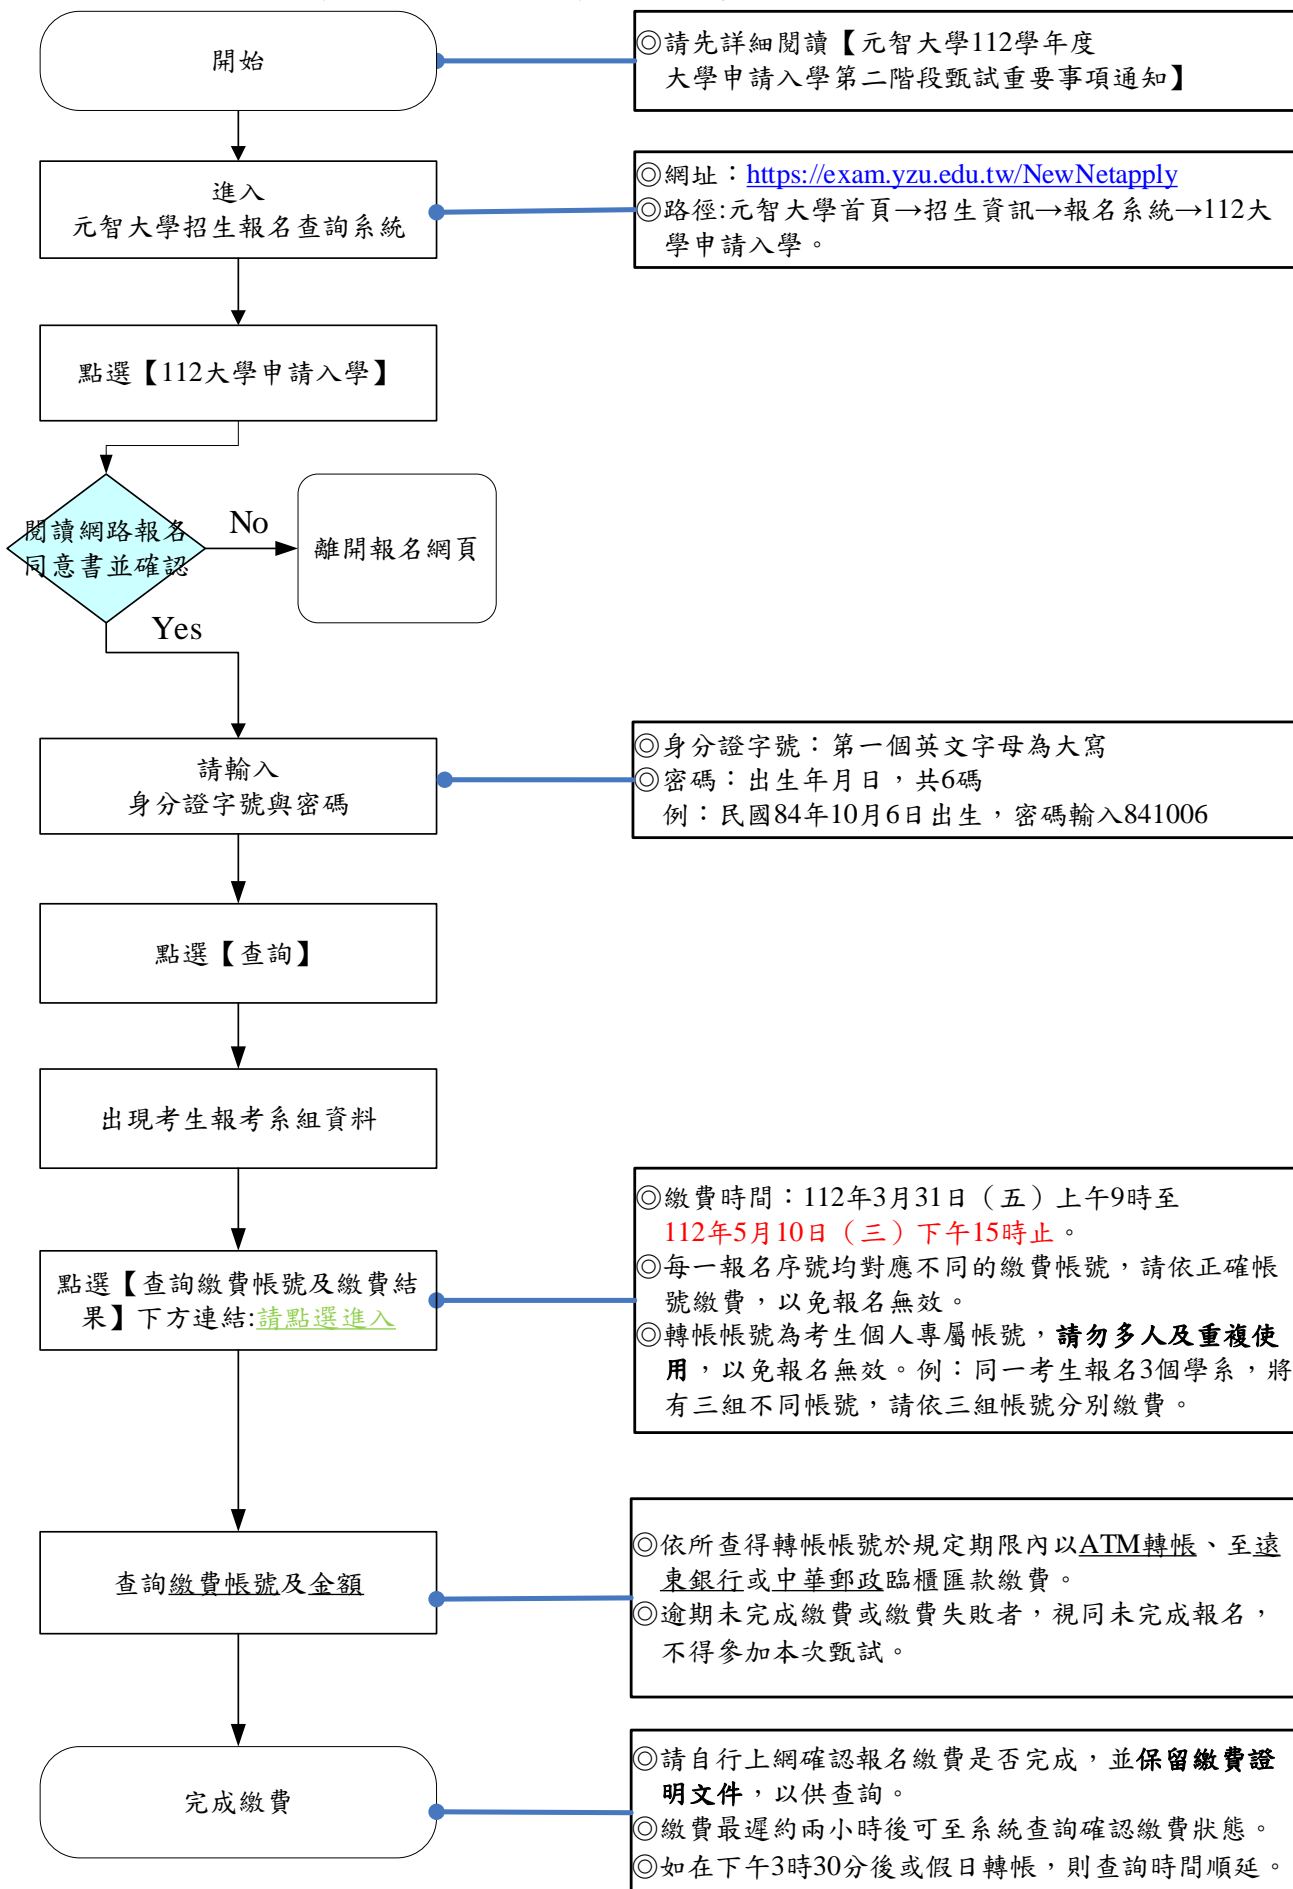 開始
◎請先詳細閱讀【元智大學112學年度
大學申請入學第二階段甄試重要事項通知】
進入
元智大學招生報名查詢系統
◎網址：https://exam.yzu.edu.tw/NewNetapply
◎路徑:元智大學首頁→招生資訊→報名系統→112大
學申請入學。
點選【112大學申請入學】
閱讀網路報名
同意書並確認
No
離開報名網頁
Yes
請輸入
身分證字號與密碼
◎身分證字號：第一個英文字母為大寫
◎密碼：出生年月日，共6碼
例：民國84年10月6日出生，密碼輸入841006
點選【查詢】
出現考生報考系組資料
點選【查詢繳費帳號及繳費結
果】下方連結:請點選進入
◎繳費時間：112年3月31日（五）上午9時至
112年5月10日（三）下午15時止。
◎每一報名序號均對應不同的繳費帳號，請依正確帳
號繳費，以免報名無效。
◎轉帳帳號為考生個人專屬帳號，請勿多人及重複使
用，以免報名無效。例：同一考生報名3個學系，將
有三組不同帳號，請依三組帳號分別繳費。
查詢繳費帳號及金額
◎依所查得轉帳帳號於規定期限內以ATM轉帳、至遠
東銀行或中華郵政臨櫃匯款繳費。
◎逾期未完成繳費或繳費失敗者，視同未完成報名，
不得參加本次甄試。
完成繳費
◎請自行上網確認報名繳費是否完成，並保留繳費證
明文件，以供查詢。
◎繳費最遲約兩小時後可至系統查詢確認繳費狀態。
◎如在下午3時30分後或假日轉帳，則查詢時間順延。